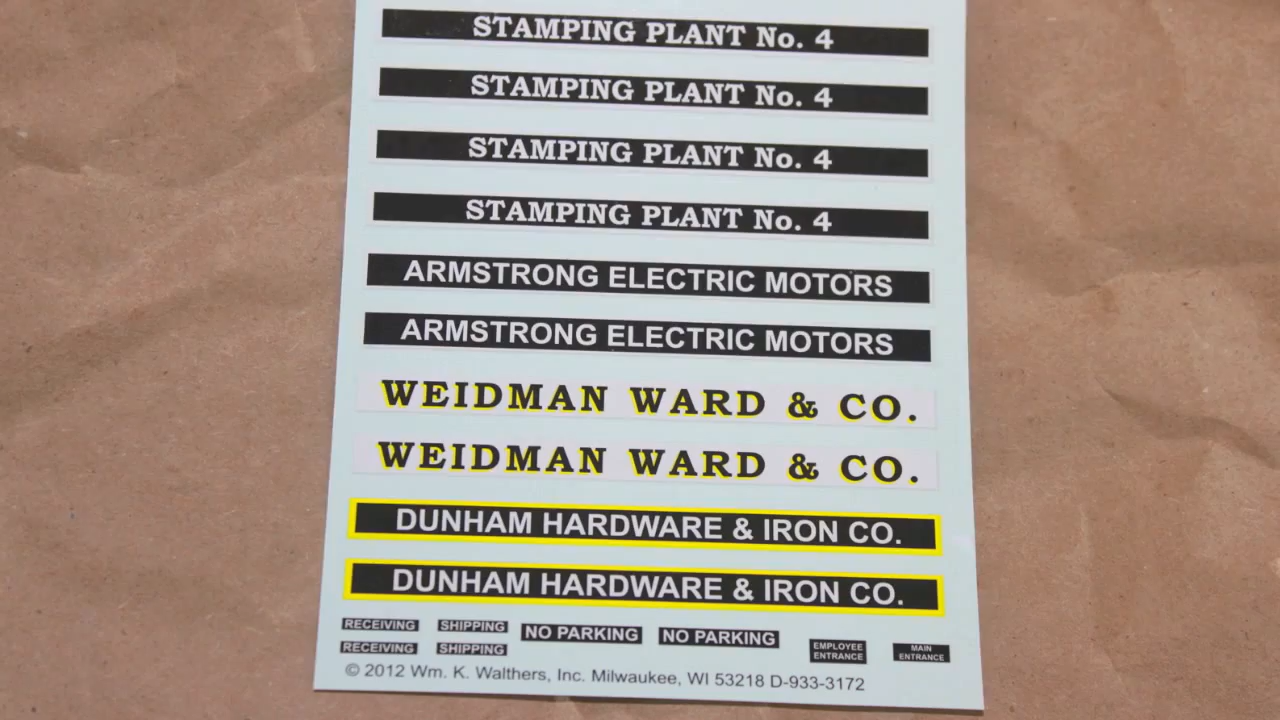 STAMPING PLANT No. 4
STAMPING PLANT No. 4
STAMPING PLANT No. 4
STAMPING PLANT No. 4
ARMSTRONG ELECTRIC MOTORS
ARMSTRONG ELECTRIC MOTORS
WEIDMAN WARD & CO.
WEIDMAN WARD & CO.
DUNHAM HARDWARE & IRON CO.
DUNHAM HARDWARE & IRON CO.
RECEIVING
SHIPPING
NO PARKING
NO PARKING
RECEIVING
SHIPPING
EMPLOYEE
ENTRANCE
MAIN
ENTRANCE
© 2012 Wm. K. Walthers, Inc. Milwaukee, WI 53218 D-933-3172